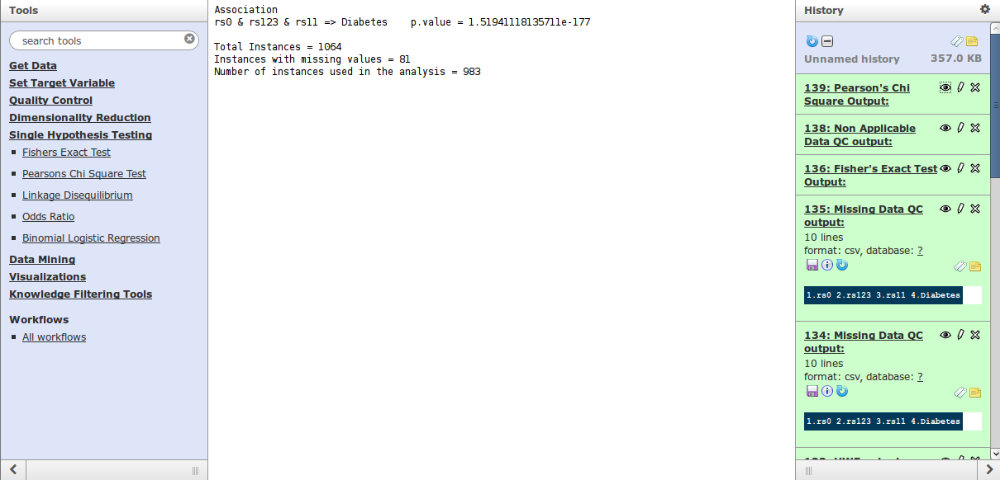 Tools
search tools
Get Data
Set Target Variable
Quality Control
Dimensionality Reduction
Single Hypothesis Testing
Fishers Exact Test
Pearsons Chi Square Test
Linkage Disequilibrium
Odds Ratio
Binomial Logistic Regression
Data Mining
Visualizations
Knowledge Filtering Tools
Workflows
All workflows
Association
rs0 & rs123 & rs11 => Diabetes    p.value = 1.51941118135711e-177
Total Instances = 1064
Instances with missing values = 81
Number of instances used in the analysis = 983
History
Unnamed history 357.0 KB
139: Pearson's Chi
Square Output:
138: Non Applicable
Data QC output:
136: Fisher's Exact Test
Output:
135: Missing Data QC
output:
10 lines
format: csv, database: ?
1.rs0 2.rs123 3.rs11 4.Diabetes
134: Missing Data QC
output:
10 lines
format: csv, database: ?
1.rs0 2.rs123 3.rs11 4.Diabetes